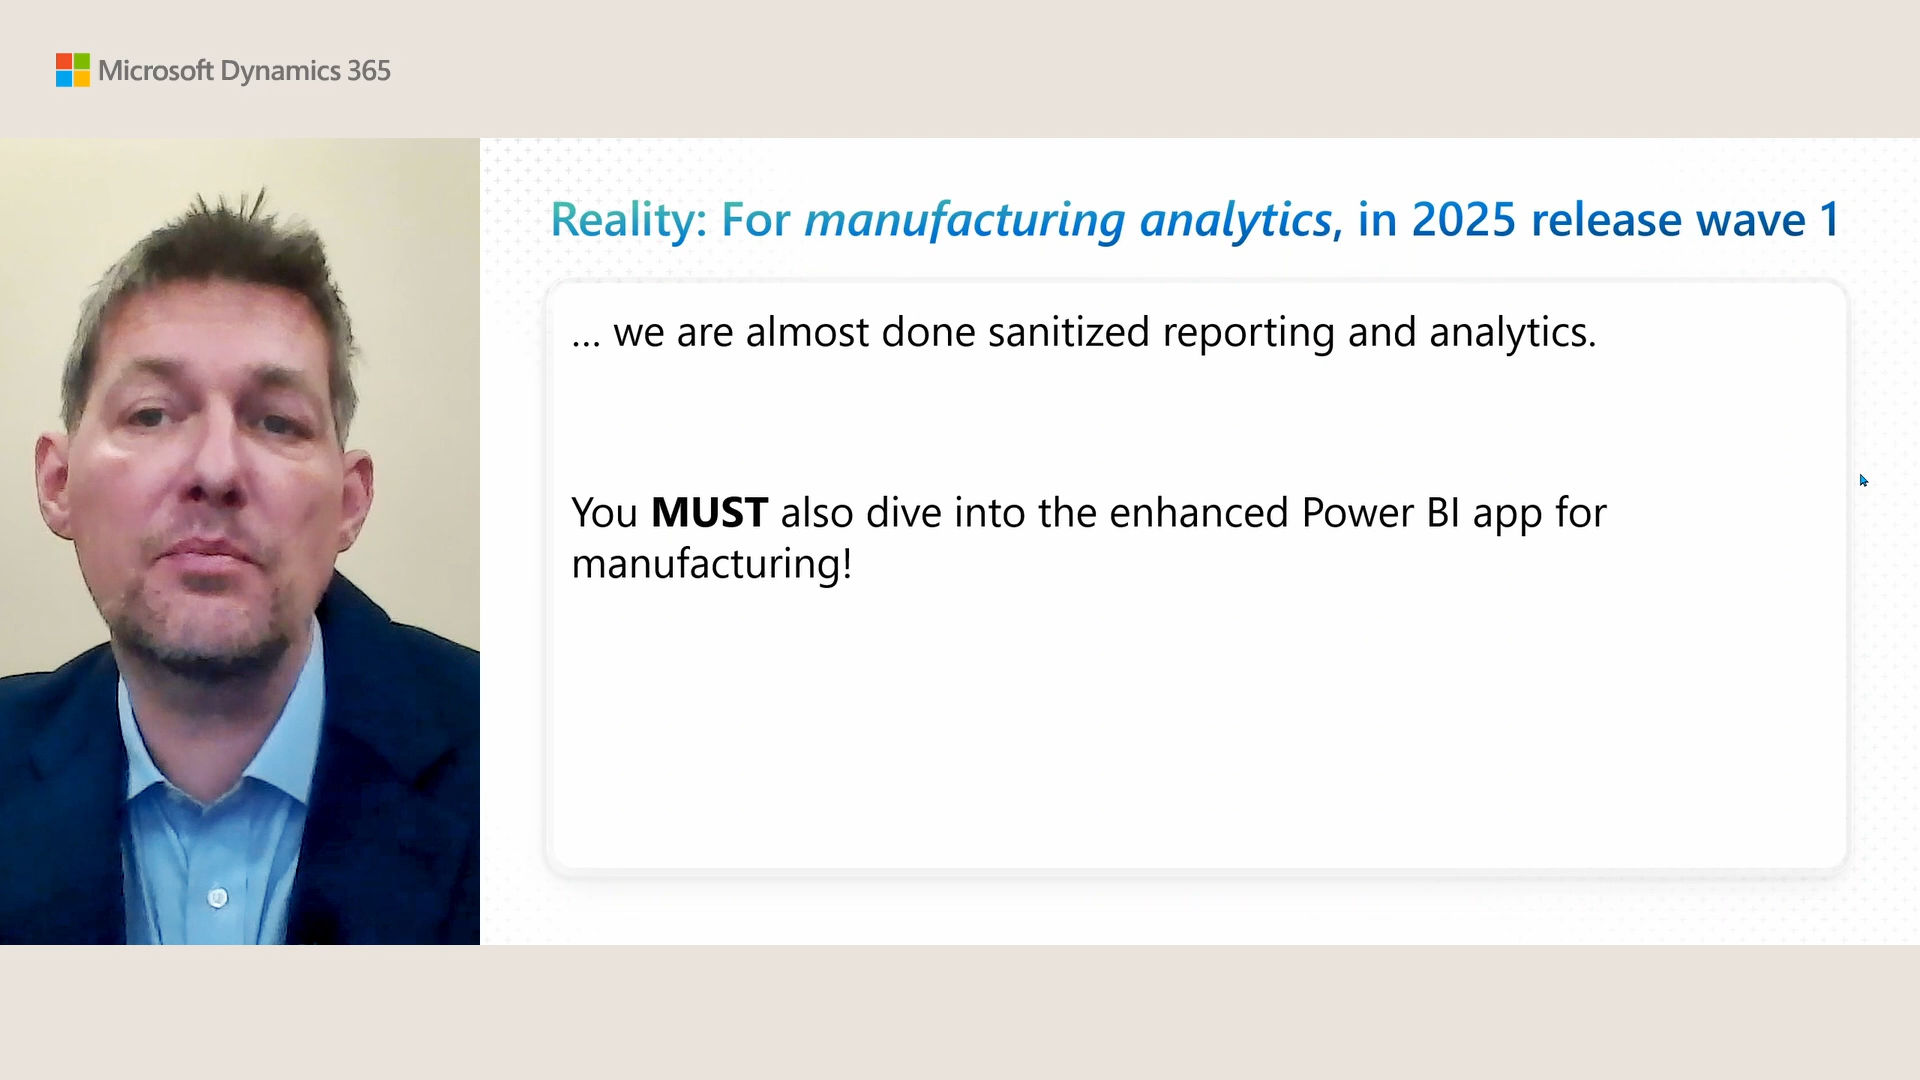 Microsoft Dynamics 365
Reality: For manufacturing analytics, in 2025 release wave 1
... we are almost done sanitized reporting and analytics.
You MUST also dive into the enhanced Power BI app for
manufacturing!